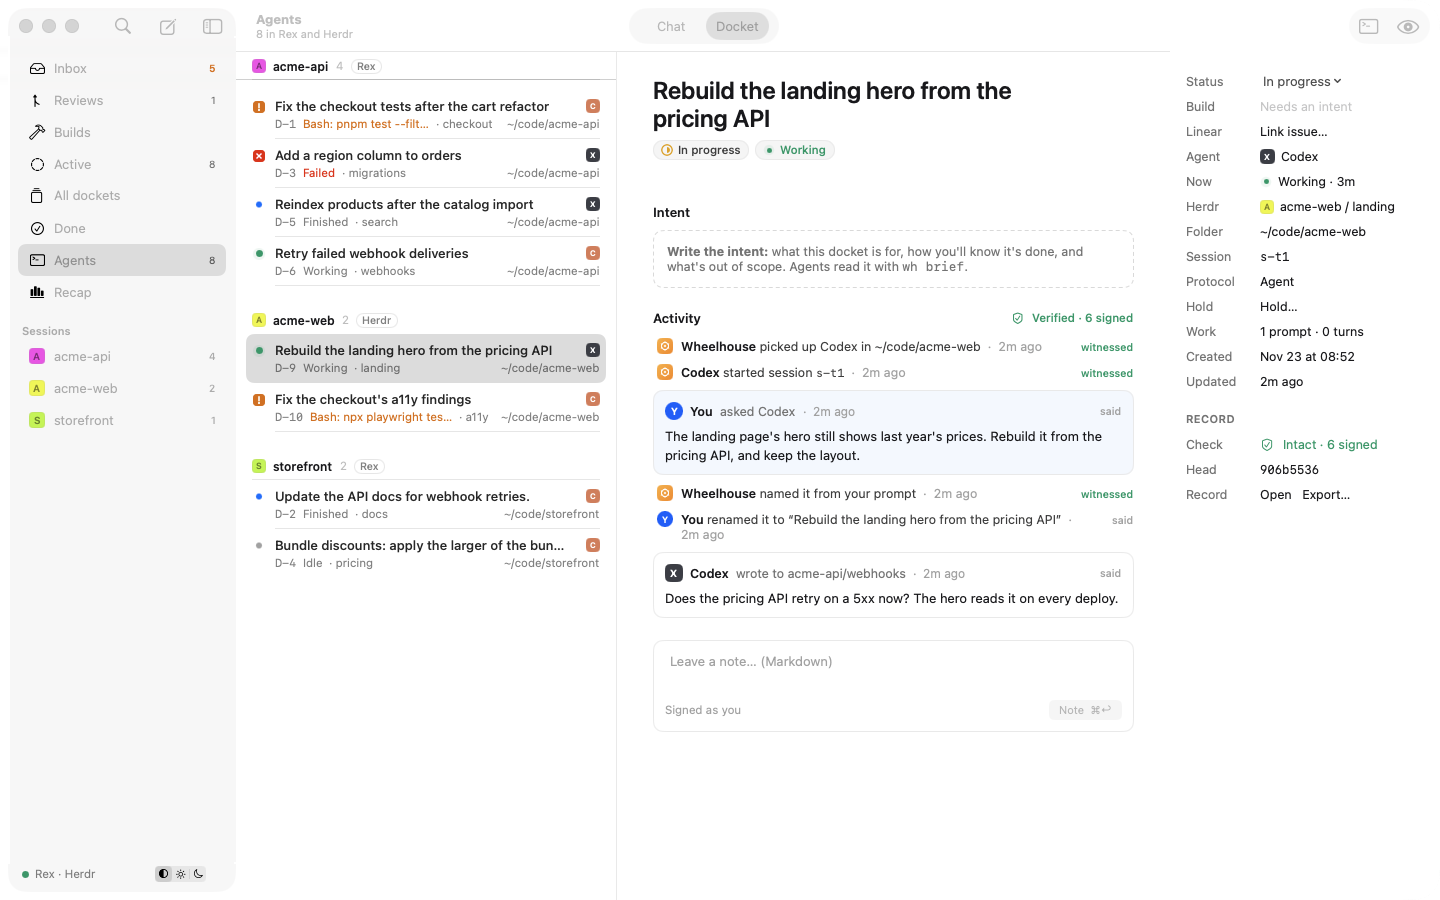 Inbox 5
Reviews 1
Builds
Active 8
All dockets
Done
Agents 8
Recap
Sessions
A acme-api 4
A acme-web 2
S storefront 1
Rex · Herdr
Agents
8 in Rex and Herdr
A acme-api 4 Rex
Fix the checkout tests after the cart refactor C
D–1 Bash: pnpm test --filt… · checkout ~/code/acme-api
Add a region column to orders X
D–3 Failed · migrations ~/code/acme-api
Reindex products after the catalog import X
D–5 Finished · search ~/code/acme-api
Retry failed webhook deliveries C
D–6 Working · webhooks ~/code/acme-api
A acme-web 2 Herdr
Rebuild the landing hero from the pricing API X
D–9 Working · landing ~/code/acme-web
Fix the checkout's a11y findings C
D–10 Bash: npx playwright tes… · a11y ~/code/acme-web
S storefront 2 Rex
Update the API docs for webhook retries. C
D–2 Finished · docs ~/code/storefront
Bundle discounts: apply the larger of the bun… C
D–4 Idle · pricing ~/code/storefront
Chat Docket
Rebuild the landing hero from the
pricing API
In progress Working
Intent
Write the intent: what this docket is for, how you'll know it's done, and
what's out of scope. Agents read it with wh brief.
Activity Verified · 6 signed
Wheelhouse picked up Codex in ~/code/acme-web · 2m ago witnessed
Codex started session s–t1 · 2m ago witnessed
Y You asked Codex · 2m ago said
The landing page's hero still shows last year's prices. Rebuild it from the
pricing API, and keep the layout.
Wheelhouse named it from your prompt · 2m ago witnessed
Y You renamed it to “Rebuild the landing hero from the pricing API” · said
2m ago
X Codex wrote to acme-api/webhooks · 2m ago said
Does the pricing API retry on a 5xx now? The hero reads it on every deploy.
Leave a note… (Markdown)
Signed as you Note ⌘↩
Status In progress
Build Needs an intent
Linear Link issue…
Agent X Codex
Now Working · 3m
Herdr A acme-web / landing
Folder ~/code/acme-web
Session s–t1
Protocol Agent
Hold Hold…
Work 1 prompt · 0 turns
Created Nov 23 at 08:52
Updated 2m ago
RECORD
Check Intact · 6 signed
Head 906b5536
Record Open Export…